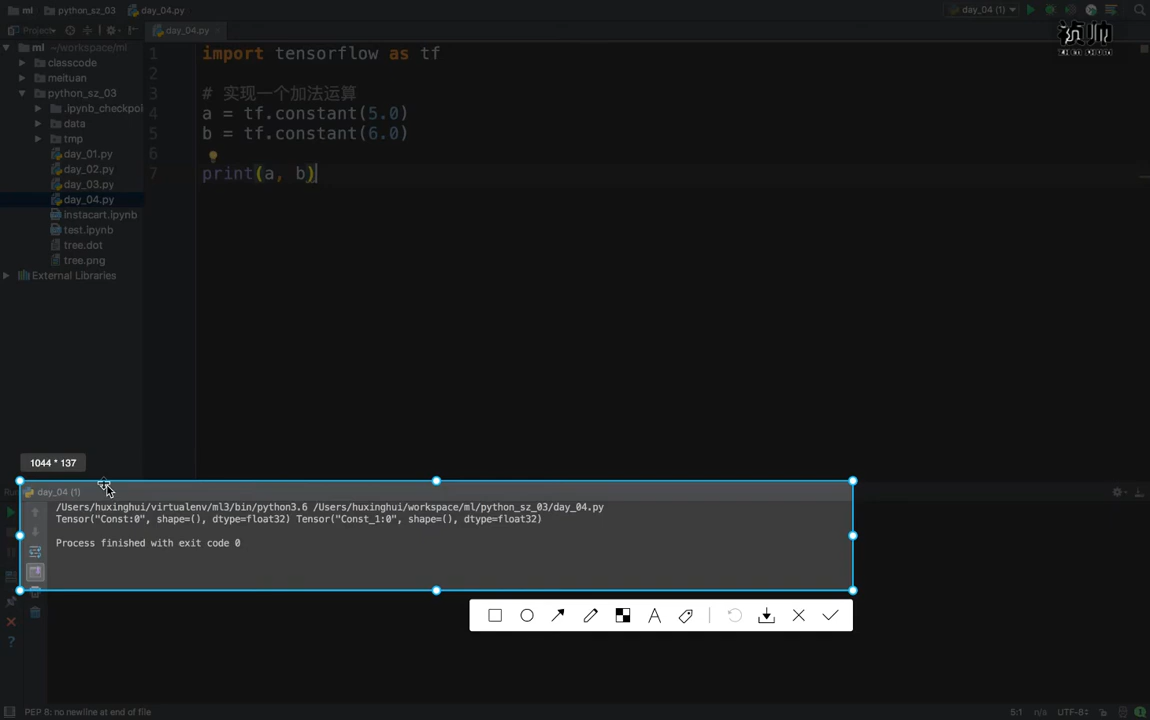 ml python_sz_03 day_04.py
day_04 (1)
Project
day_04.py
ml ~/workspace/ml
classcode
meituan
python_sz_03
.ipynb_checkpoi
data
tmp
day_01.py
day_02.py
day_03.py
day_04.py
instacart.ipynb
test.ipynb
tree.dot
tree.png
External Libraries
1 import tensorflow as tf
2
3 # 实现一个加法运算
4 a = tf.constant(5.0)
5 b = tf.constant(6.0)
6
7 print(a, b)
1044 * 137
Ru day_04 (1)
/Users/huxinghui/virtualenv/ml3/bin/python3.6 /Users/huxinghui/workspace/ml/python_sz_03/day_04.py
Tensor("Const:0", shape=(), dtype=float32) Tensor("Const_1:0", shape=(), dtype=float32)
Process finished with exit code 0
A
?
PEP 8: no newline at end of file
5:1 n/a UTF-8